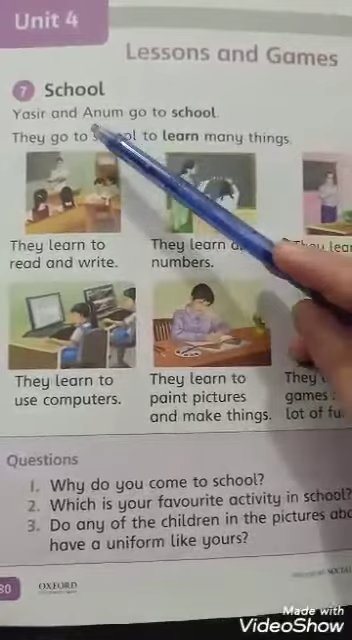 Unit 4
Lessons and Games
7 School
Yasir and Anum go to school.
They go to school to learn many things.
They learn to
read and write.
They learn
numbers.
They
They learn to
use computers.
They learn to
paint pictures
and make things.
games
lot of
Questions
1. Why do you come to school?
2. Which is your favourite activity in school?
3. Do any of the children in the pictures
have a uniform like yours?
80
OXFORD
Made with
VideoShow